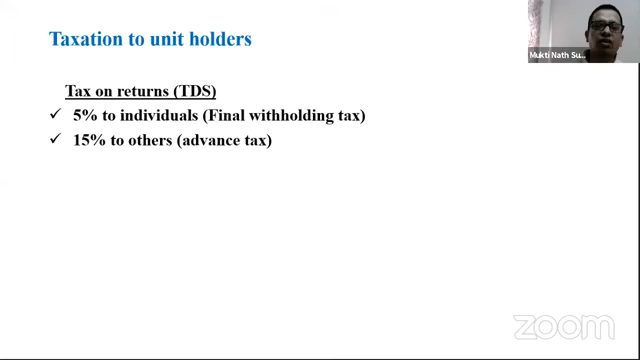 Taxation to unit holders
Mukti Nath Su...
Tax on returns (TDS)
✓ 5% to individuals (Final withholding tax)
✓ 15% to others (advance tax)
zoom